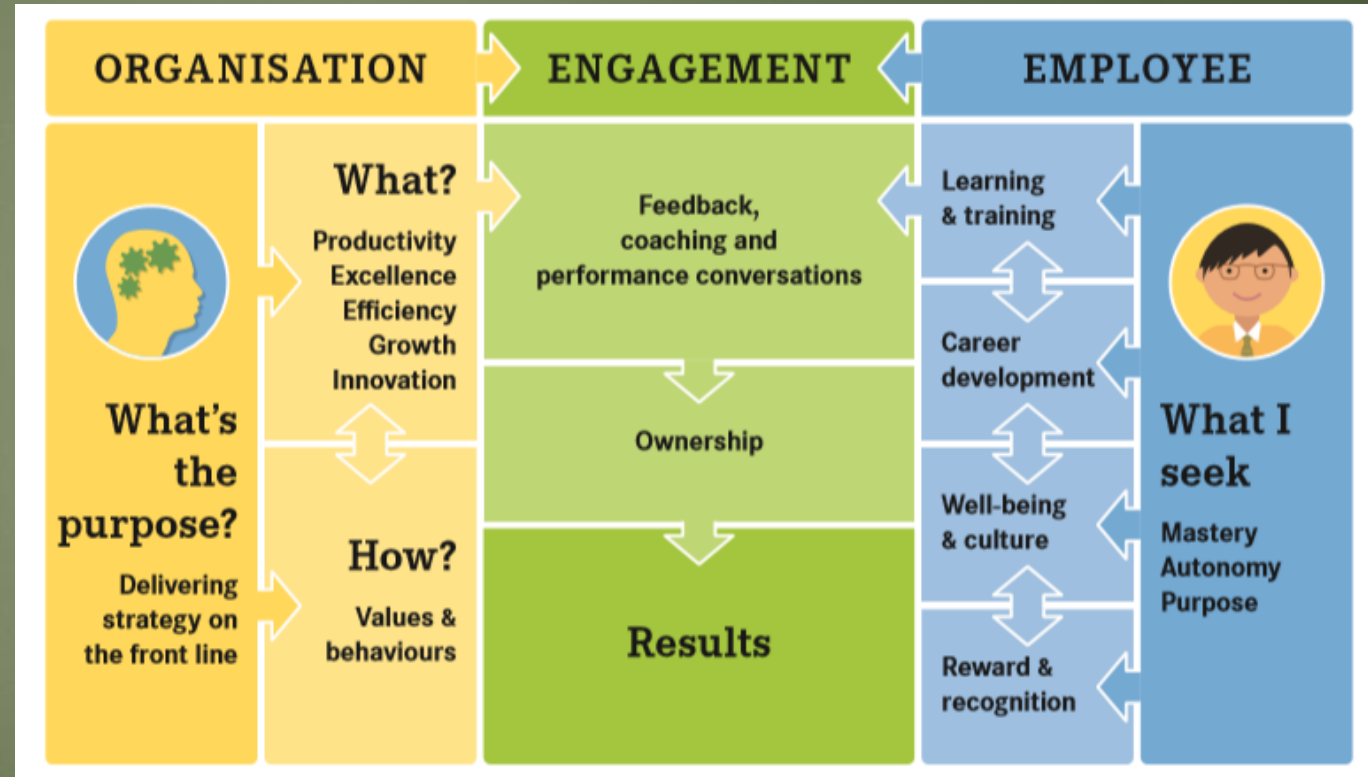 ORGANISATION
ENGAGEMENT
EMPLOYEE
What's
the
purpose?
Delivering
strategy on
the front line
What?
Productivity
Excellence
Efficiency
Growth
Innovation
How?
Values &
behaviours
Feedback,
coaching and
performance conversations
Ownership
Results
Learning
& training
Career
development
Well-being
& culture
Reward &
recognition
What I
seek
Mastery
Autonomy
Purpose